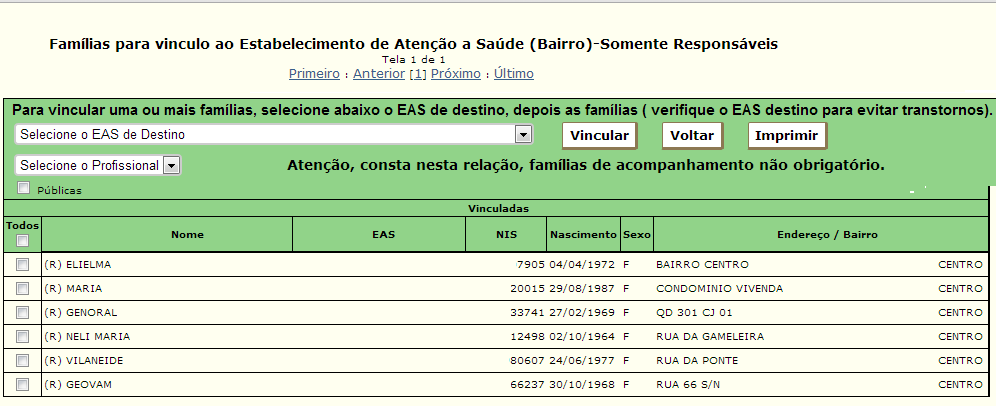 Famílias para vinculo ao Estabelecimento de Atenção a Saúde (Bairro)-Somente Responsáveis
Tela 1 de 1
Primeiro : Anterior [1] Próximo : Último
Para vincular uma ou mais famílias, selecione abaixo o EAS de destino, depois as famílias ( verifique o EAS destino para evitar transtornos).
Selecione o EAS de Destino Vincular Voltar Imprimir
Selecione o Profissional Atenção, consta nesta relação, famílias de acompanhamento não obrigatório.
Públicas
Vinculadas
Todos Nome EAS NIS Nascimento Sexo Endereço / Bairro
(R) ELIELMA 7905 04/04/1972 F BAIRRO CENTRO CENTRO
(R) MARIA 20015 29/08/1987 F CONDOMINIO VIVENDA CENTRO
(R) GENORAL 33741 27/02/1969 F QD 301 CJ 01 CENTRO
(R) NELI MARIA 12498 02/10/1964 F RUA DA GAMELEIRA CENTRO
(R) VILANEIDE 80607 24/06/1977 F RUA DA PONTE CENTRO
(R) GEOVAM 66237 30/10/1968 F RUA 66 S/N CENTRO